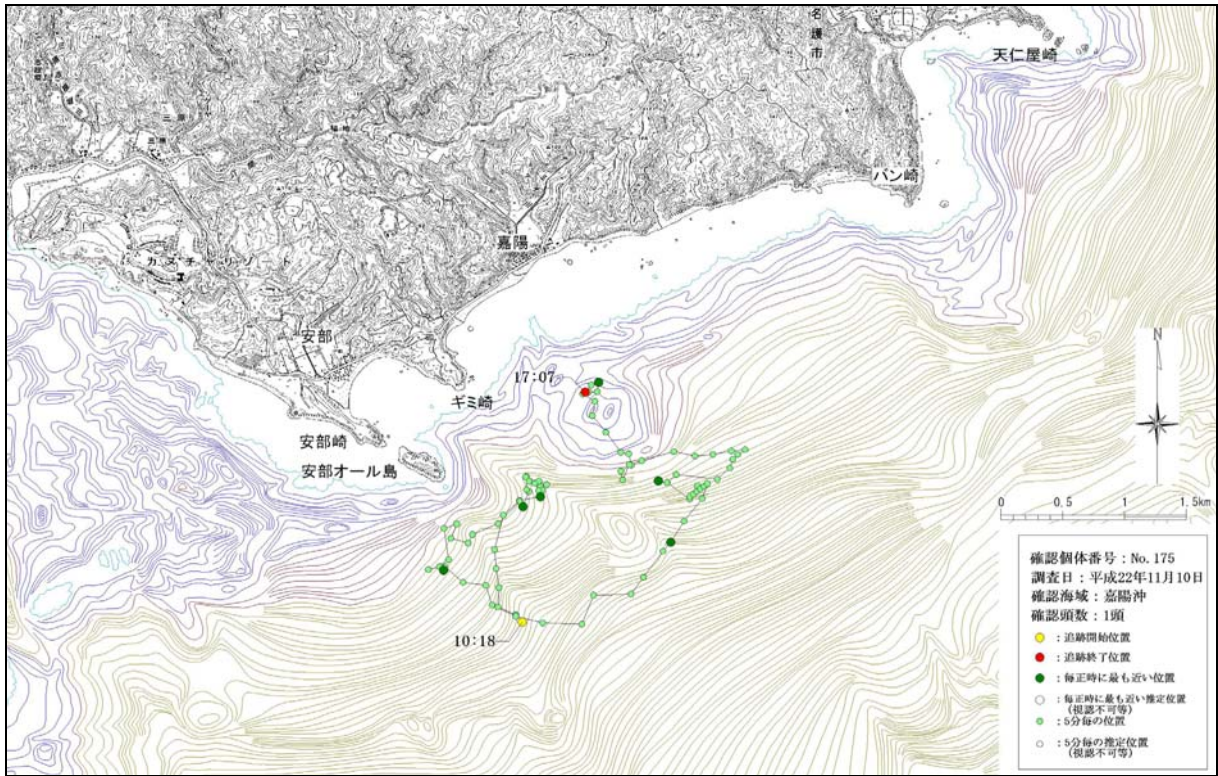 名護市
天仁屋崎
バン崎
嘉陽
カヌチャリゾート
安部
17:07
ギミ崎
安部崎
安部オール島
N
0 0.5 1 1.5km
10:18
確認個体番号：No. 175
調査日：平成22年11月10日
確認海域：嘉陽沖
確認頭数：1頭
：追跡開始位置
：追跡終了位置
：毎正時に最も近い位置
：毎正時に最も近い推定位置
（視認不可等）
：5分毎の位置
：5分毎の推定位置
（視認不可等）